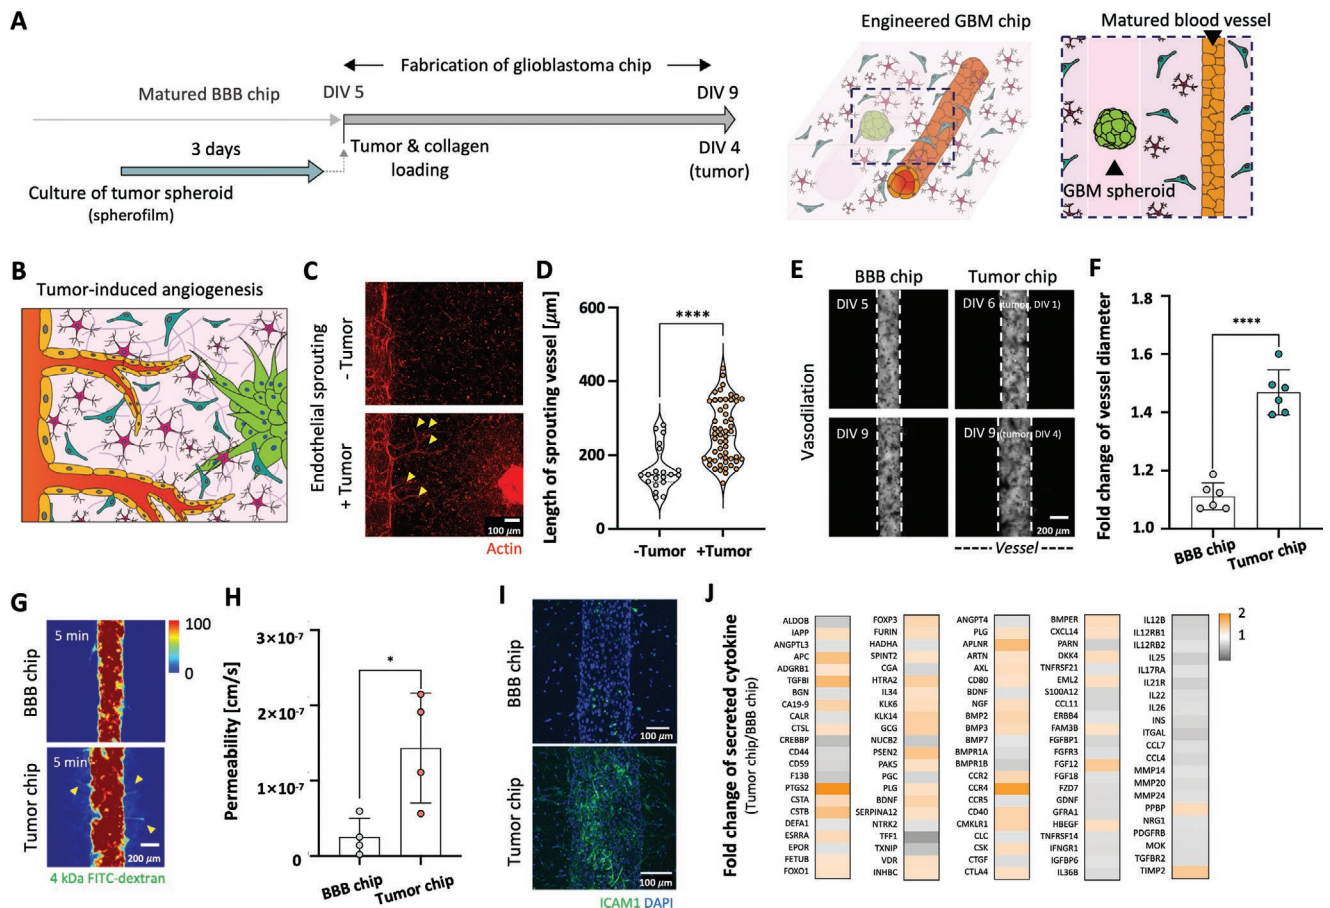 A
Fabrication of glioblastoma chip
Matured BBB chip
DIV 5
DIV 9
3 days
Tumor & collagen
loading
DIV 4
(tumor)
Culture of tumor spheroid
(spherofilm)
Engineered GBM chip
Matured blood vessel
GBM spheroid
B
Tumor-induced angiogenesis
C
Endothelial sprouting
- Tumor
+ Tumor
100 µm
Actin
D
Length of sprouting vessel [µm]
600
400
200
0
****
-Tumor
+Tumor
E
BBB chip
Tumor chip
Vasodilation
DIV 5
DIV 6 (tumor, DIV 1)
DIV 9
DIV 9 (tumor, DIV 4)
200 µm
Vessel
F
Fold change of vessel diameter
1.8
1.6
1.4
1.2
1.0
****
BBB chip
Tumor chip
G
BBB chip
Tumor chip
5 min
5 min
100
0
200 µm
4 kDa FITC-dextran
H
Permeability [cm/s]
3×10⁻⁷
2×10⁻⁷
1×10⁻⁷
0
*
BBB chip
Tumor chip
I
BBB chip
Tumor chip
100 µm
100 µm
ICAM1 DAPI
J
Fold change of secreted cytokine
(Tumor chip/BBB chip)
ALDOB
IAPP
ANGPTL3
APC
ADGRB1
TGFBI
BGN
CA19-9
CALR
CTSL
CREBBP
CD44
CD59
F13B
PTGS2
CSTA
CSTB
DEFA1
ESRRA
EPOR
FETUB
FOXO1
FOXP3
FURIN
HADHA
SPINT2
CGA
HTRA2
IL34
KLK6
KLK14
GCG
NUCB2
PSEN2
PAK5
PGC
PLG
BDNF
SERPINA12
NTRK2
TFF1
TXNIP
VDR
INHBC
ANGPT4
PLG
APLNR
ARTN
AXL
CD80
BDNF
NGF
BMP2
BMP3
BMP7
BMPR1A
BMPR1B
CCR2
CCR4
CCR5
CD40
CMKLR1
CLC
CSK
CTGF
CTLA4
BMPER
CXCL14
PARN
DKK4
TNFRSF21
EML2
S100A12
CCL11
ERBB4
FAM3B
FGFBP1
FGFR3
FGF12
FGF18
FZD7
GDNF
GFRA1
HBEGF
TNFRSF14
IFNGR1
IGFBP6
IL36B
IL12B
IL12RB1
IL12RB2
IL25
IL17RA
IL21R
IL22
IL26
INS
ITGAL
CCL7
CCL4
MMP14
MMP20
MMP24
PPBP
NRG1
PDGFRB
MOK
TGFBR2
TIMP2
2
1